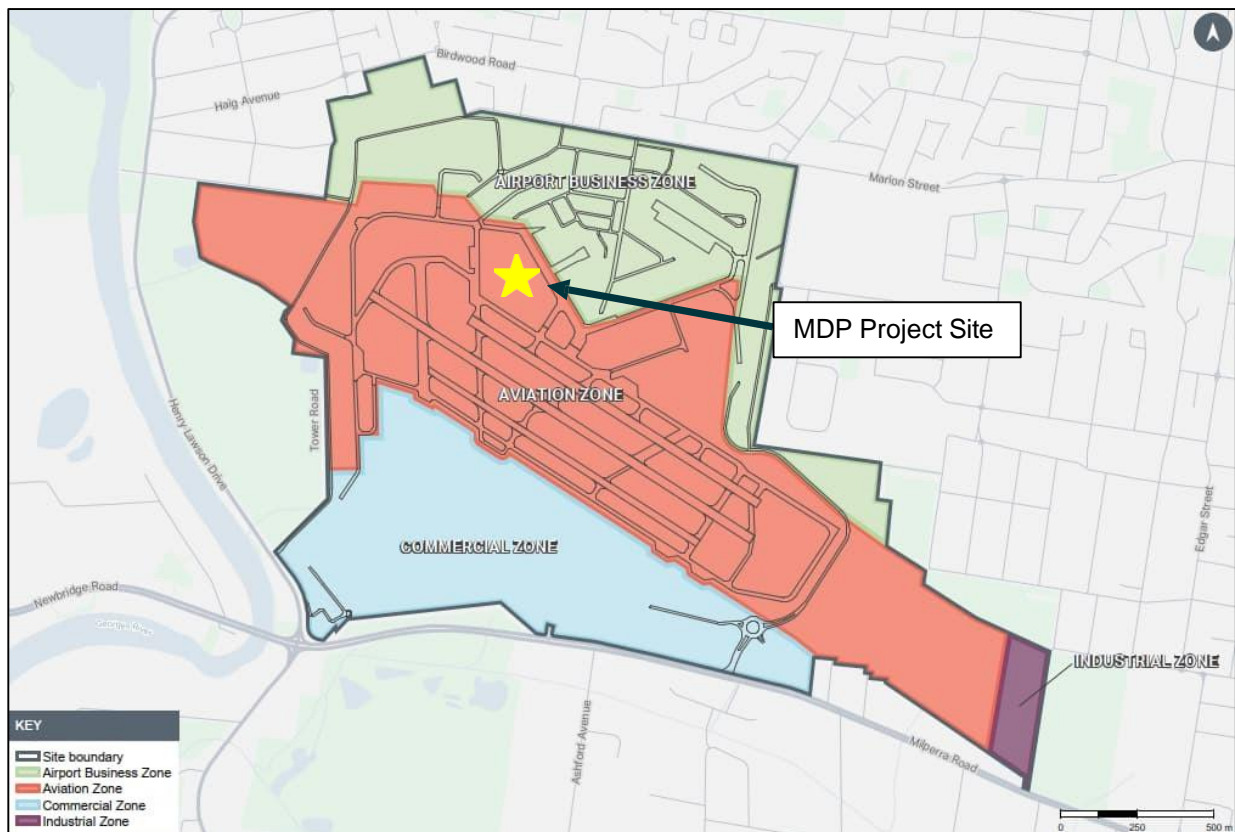 Birdwood Road
Haig Avenue
Marion Street
AIRPORT BUSINESS ZONE
MDP Project Site
AVIATION ZONE
Henry Lawson Drive
Tower Road
Edgar Street
COMMERCIAL ZONE
Newbridge Road
Georges River
INDUSTRIAL ZONE
Ashford Avenue
Milperra Road
KEY
Site boundary
Airport Business Zone
Aviation Zone
Commercial Zone
Industrial Zone
0 250 500 m